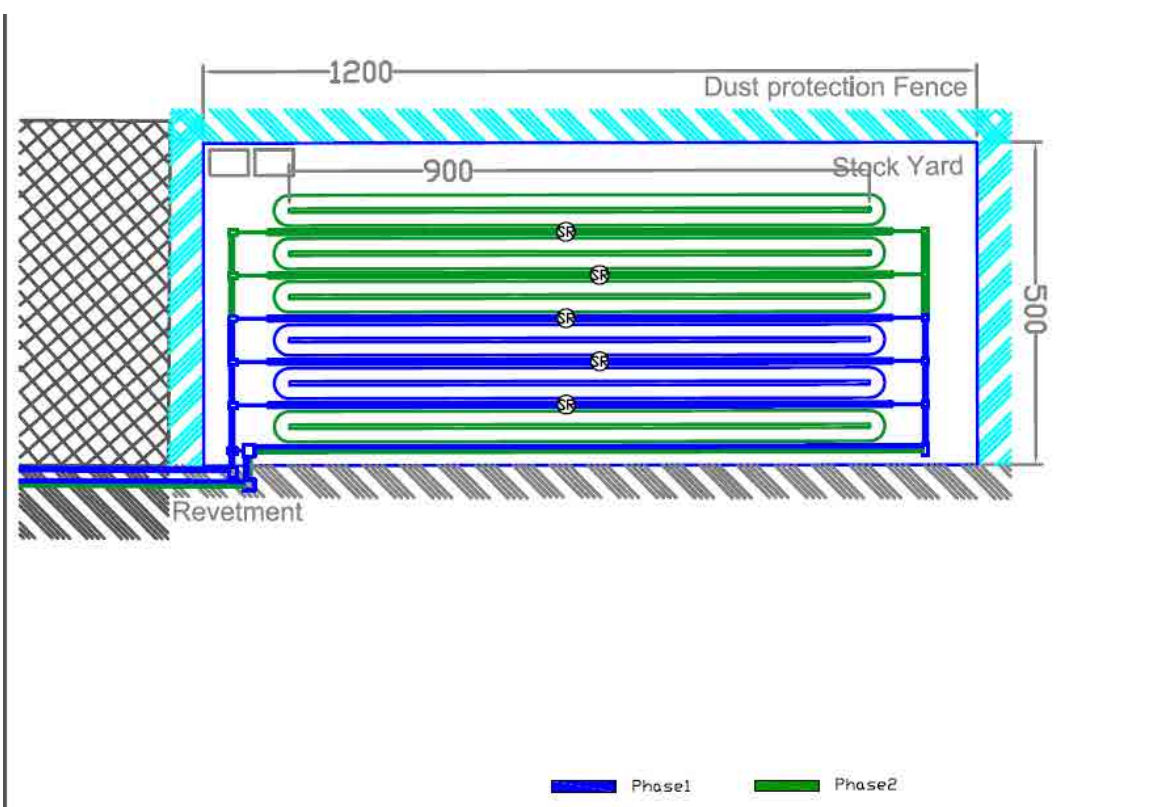 1200
Dust protection Fence
900
Stock Yard
SR
SR
500
SR
SR
SR
Revetment
Phase1
Phase2